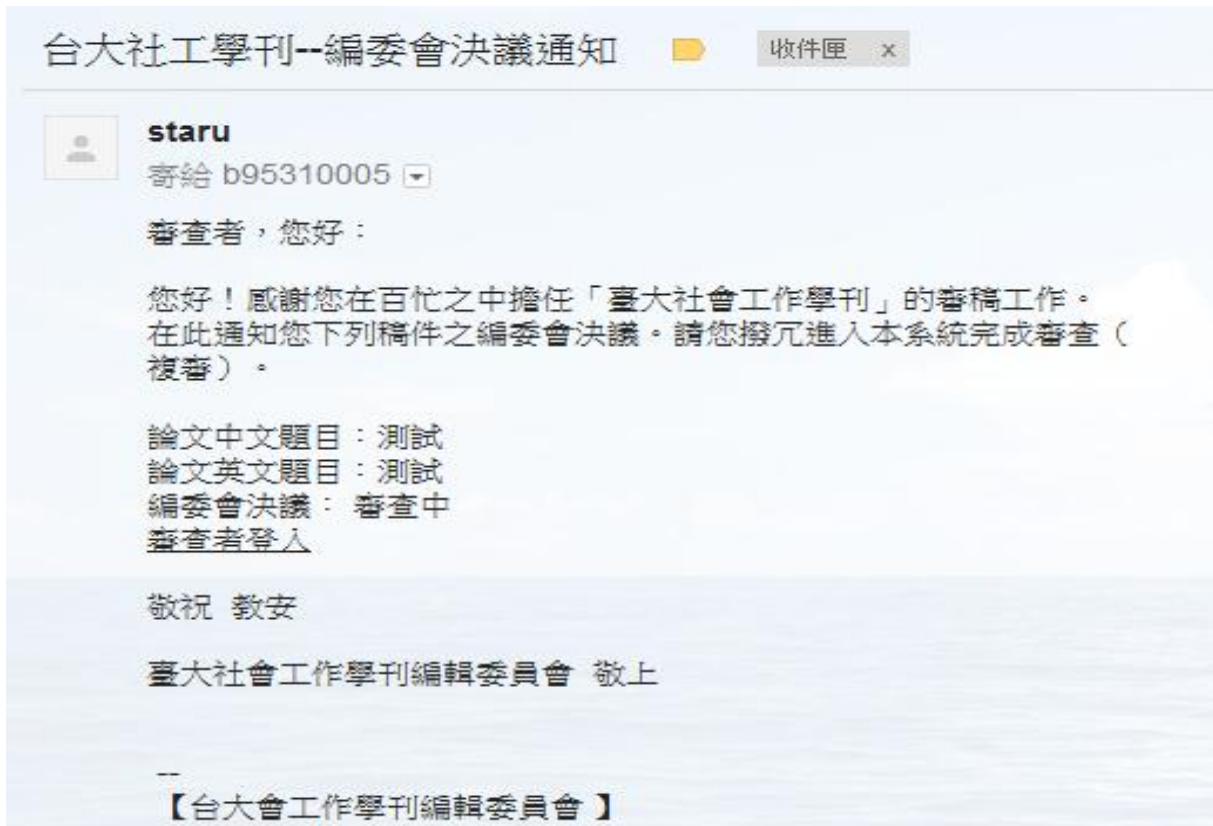 台大社工學刊--編委會決議通知 收件匣 x
staru
寄給 b95310005
審查者，您好：
您好！感謝您在百忙之中擔任「臺大社會工作學刊」的審稿工作。
在此通知您下列稿件之編委會決議。請您撥冗進入本系統完成審查（
複審）。
論文中文題目：測試
論文英文題目：測試
編委會決議： 審查中
審查者登入
敬祝 教安
臺大社會工作學刊編輯委員會 敬上
--
【台大會工作學刊編輯委員會 】